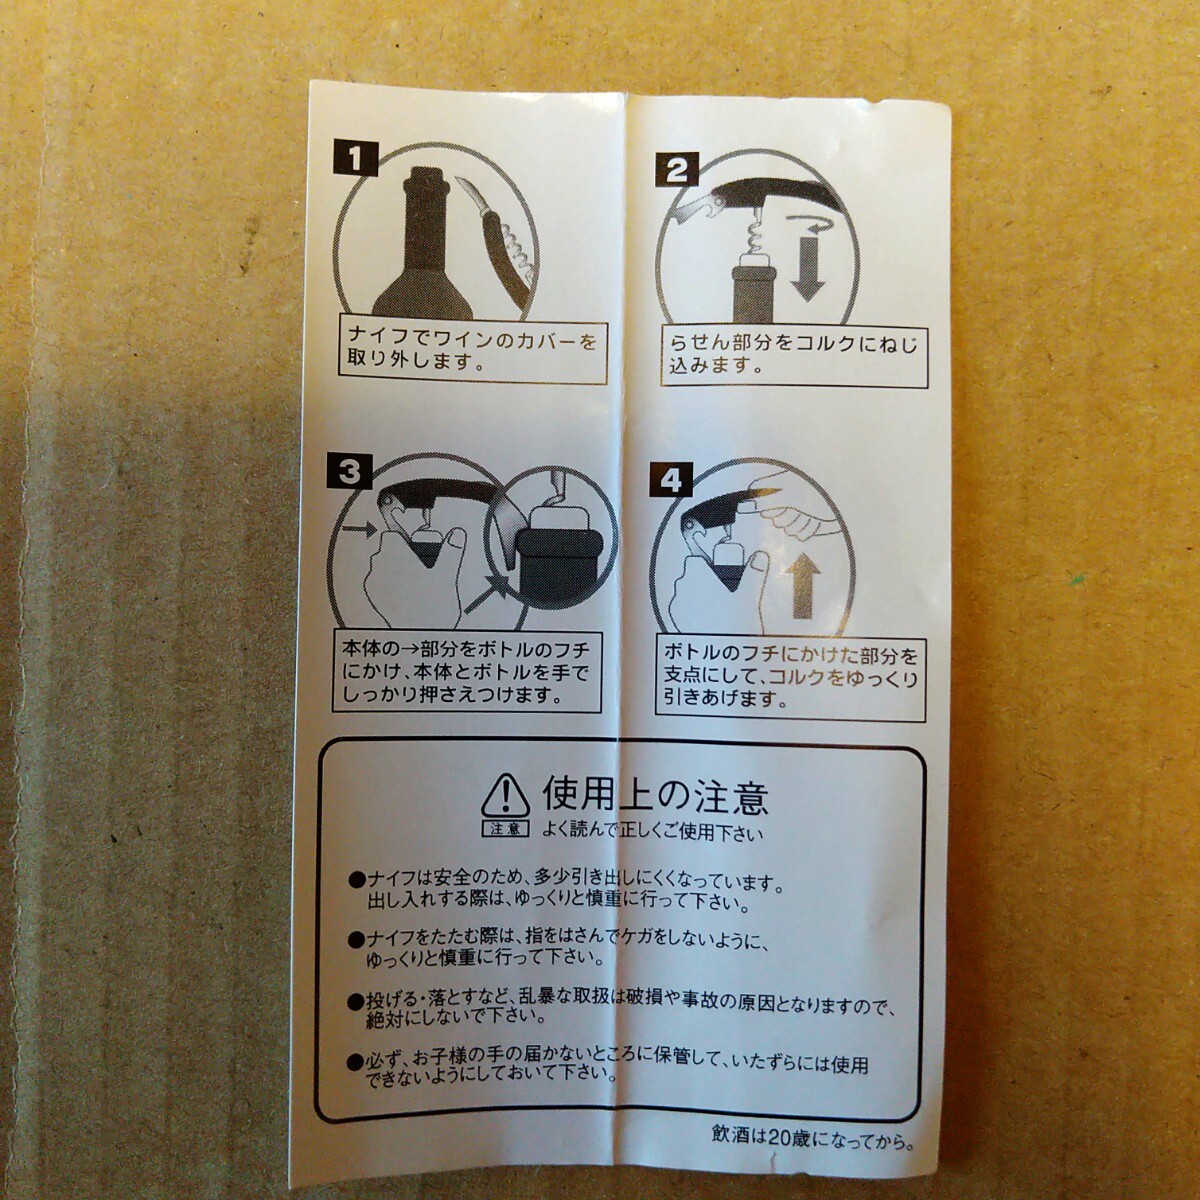 1
ナイフでワインのカバーを
取り外します。
2
らせん部分をコルクにねじ
込みます。
3
本体の→部分をボトルのフチ
にかけ、本体とボトルを手で
しっかり押さえつけます。
4
ボトルのフチにかけた部分を
支点にして、コルクをゆっくり
引きあげます。
使用上の注意
注意
よく読んで正しくご使用下さい
●ナイフは安全のため、多少引き出しにくくなっています。
出し入れする際は、ゆっくりと慎重に行って下さい。
●ナイフをたたむ際は、指をはさんでケガをしないように、
ゆっくりと慎重に行って下さい。
●投げる・落とすなど、乱暴な取扱は破損や事故の原因となりますので、
絶対にしないで下さい。
●必ず、お子様の手の届かないところに保管して、いたずらには使用
できないようにしておいて下さい。
飲酒は20歳になってから。